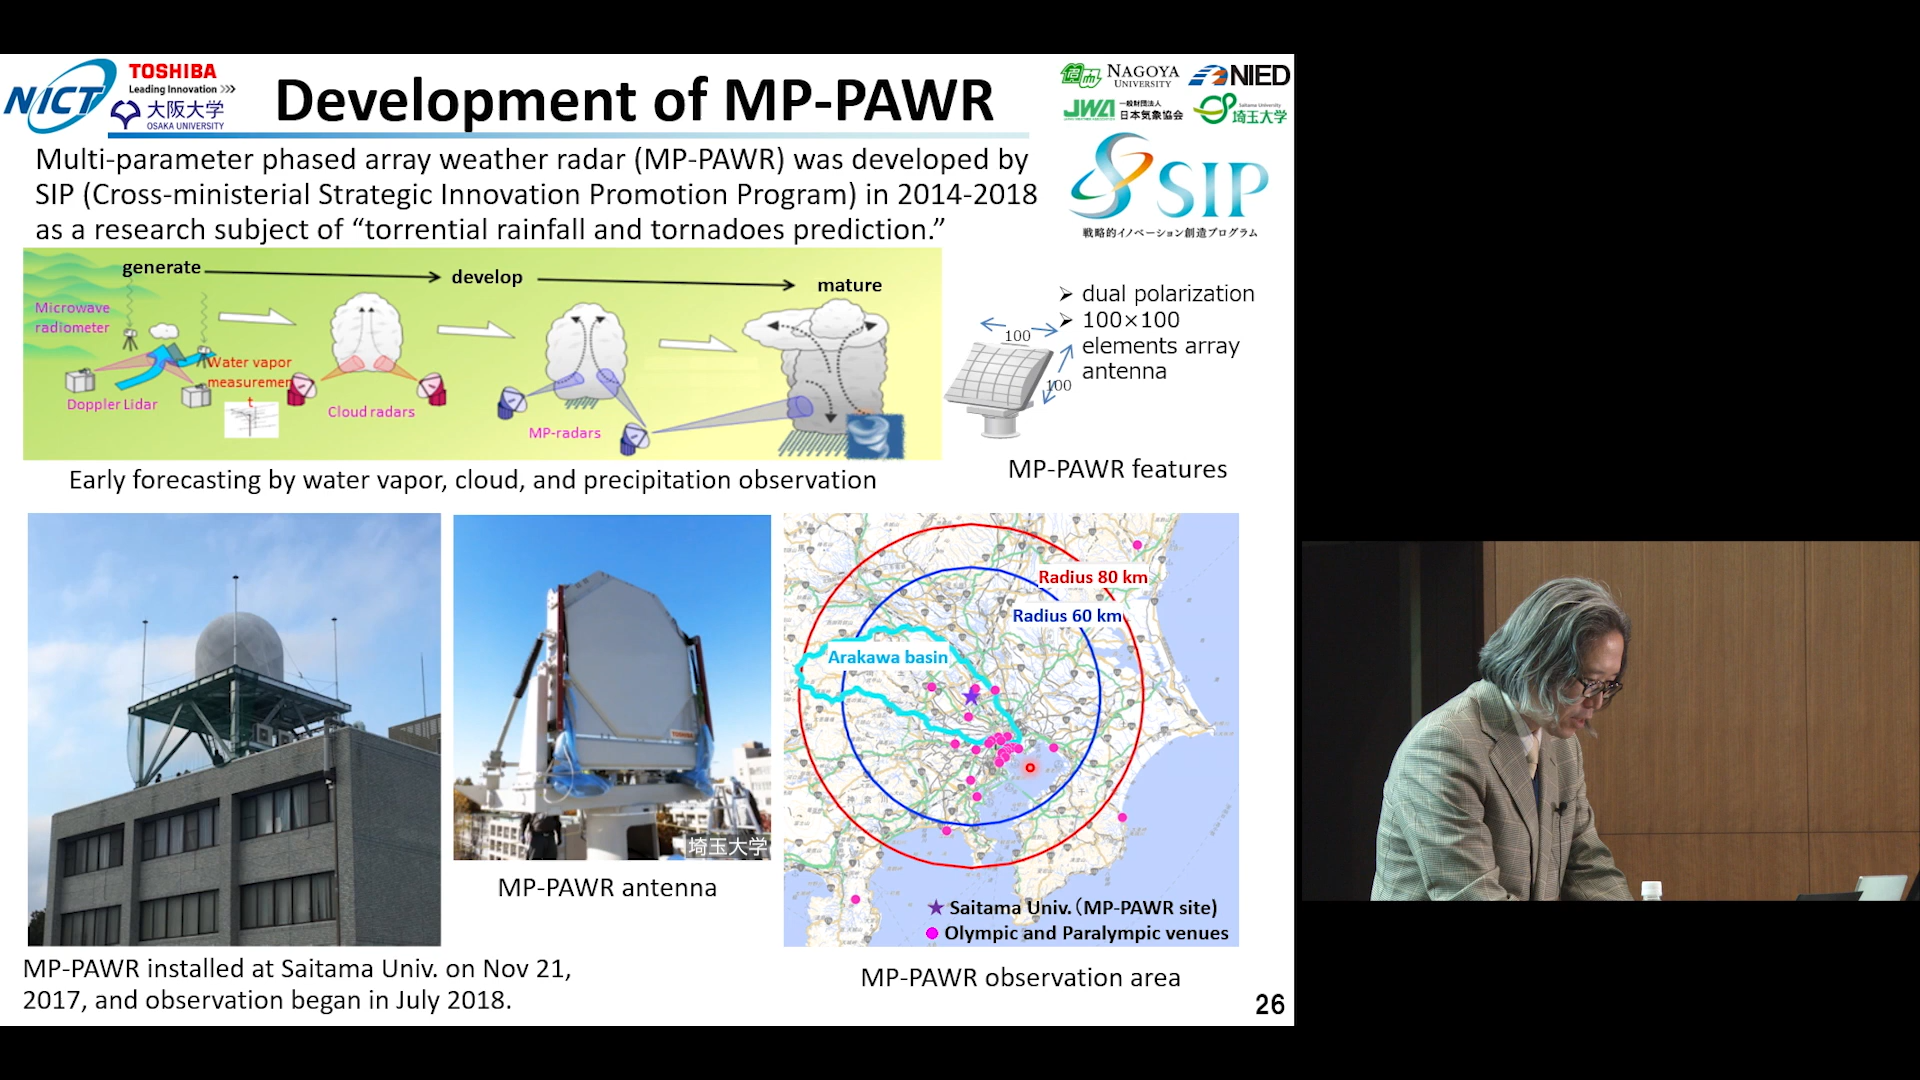 NICT
TOSHIBA
Leading Innovation >>>
大阪大学
OSAKA UNIVERSITY
Development of MP-PAWR
NAGOYA
UNIVERSITY
NIED
JWA 一般財団法人
日本気象協会
Saitama University
埼玉大学
SIP
戦略的イノベーション創造プログラム
Multi-parameter phased array weather radar (MP-PAWR) was developed by
SIP (Cross-ministerial Strategic Innovation Promotion Program) in 2014-2018
as a research subject of “torrential rainfall and tornadoes prediction.”
generate
develop
mature
Microwave
radiometer
Water vapor
measuremen
t
Doppler Lidar
Cloud radars
MP-radars
Early forecasting by water vapor, cloud, and precipitation observation
100
100
➢ dual polarization
➢ 100×100
elements array
antenna
MP-PAWR features
TOSHIBA
埼玉大学
MP-PAWR antenna
Radius 80 km
Radius 60 km
Arakawa basin
★ Saitama Univ.（MP-PAWR site)
Olympic and Paralympic venues
MP-PAWR installed at Saitama Univ. on Nov 21,
2017, and observation began in July 2018.
MP-PAWR observation area
26